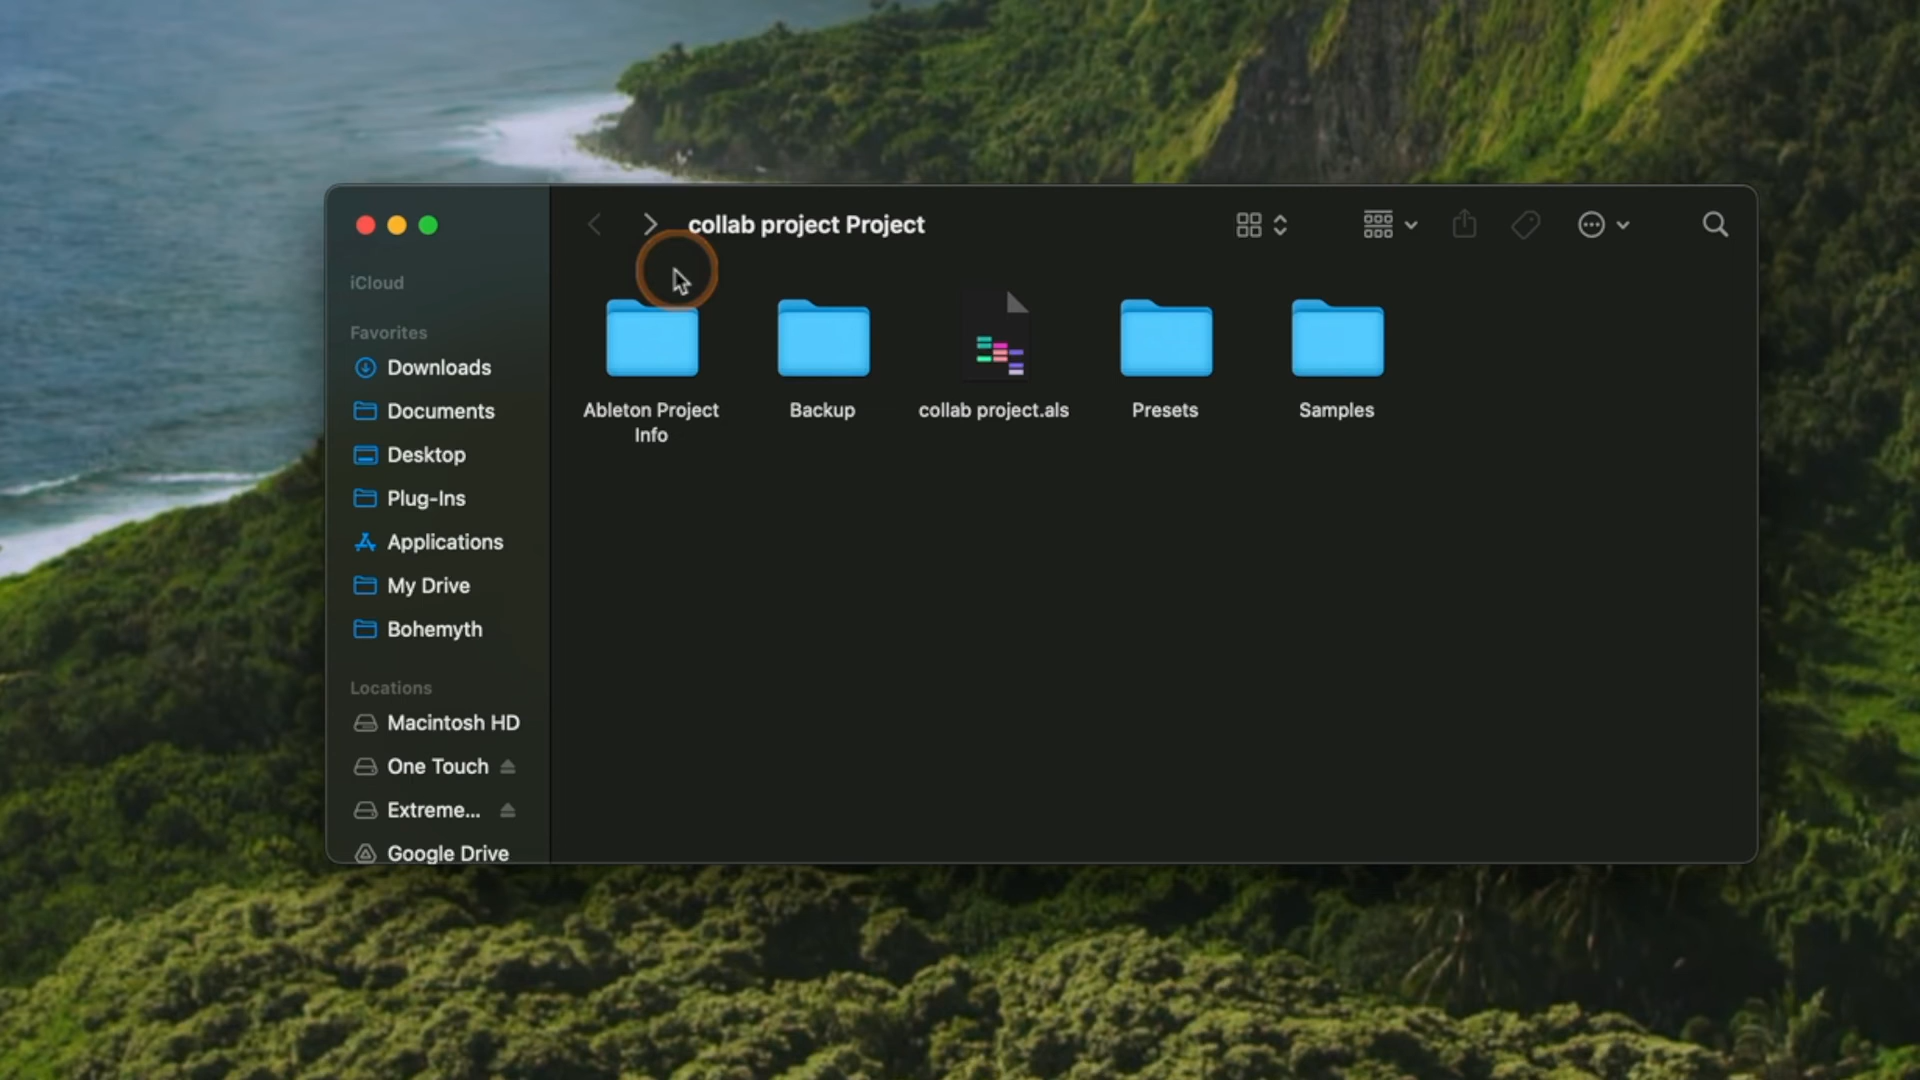 collab project Project
iCloud
Favorites
Downloads
Documents
Desktop
Plug-Ins
Applications
My Drive
Bohemyth
Locations
Macintosh HD
One Touch
Extreme...
Google Drive
Ableton Project
Info
Backup
collab project.als
Presets
Samples